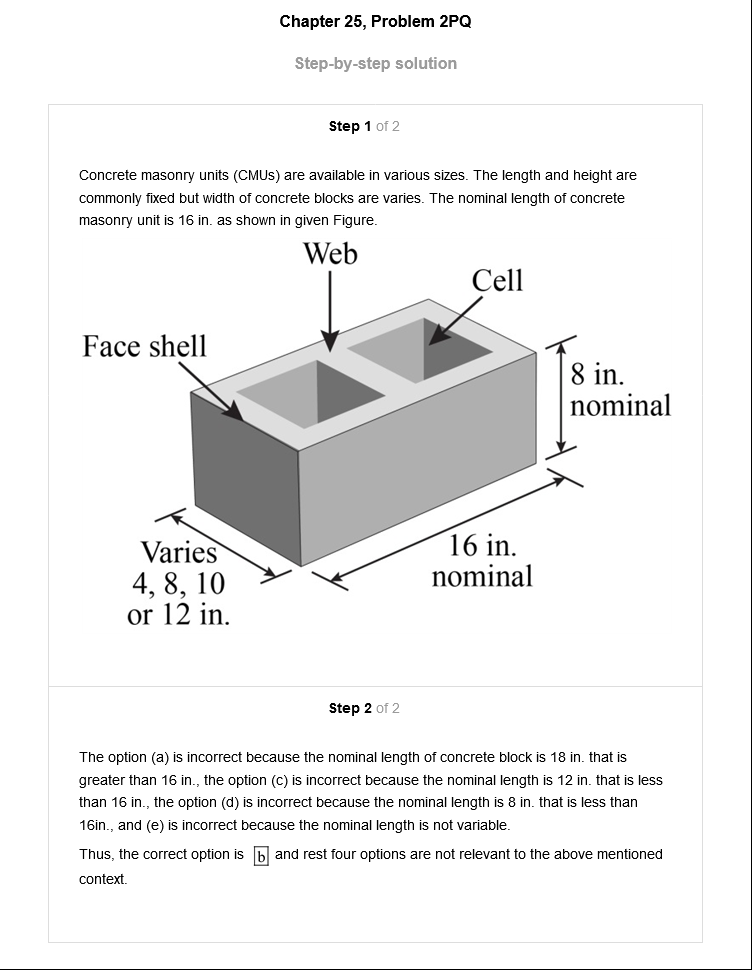 Chapter 25, Problem 2PQ
Step-by-step solution
Step 1 of 2
Concrete masonry units (CMUs) are available in various sizes. The length and height are
commonly fixed but width of concrete blocks are varies. The nominal length of concrete
masonry unit is 16 in. as shown in given Figure.
Web
Cell
Face shell
8 in.
nominal
16 in.
nominal
Varies
4, 8, 10
or 12 in.
Step 2 of 2
The option (a) is incorrect because the nominal length of concrete block is 18 in. that is
greater than 16 in., the option (c) is incorrect because the nominal length is 12 in. that is less
than 16 in., the option (d) is incorrect because the nominal length is 8 in. that is less than
16in., and (e) is incorrect because the nominal length is not variable.
Thus, the correct option is b and rest four options are not relevant to the above mentioned
context.